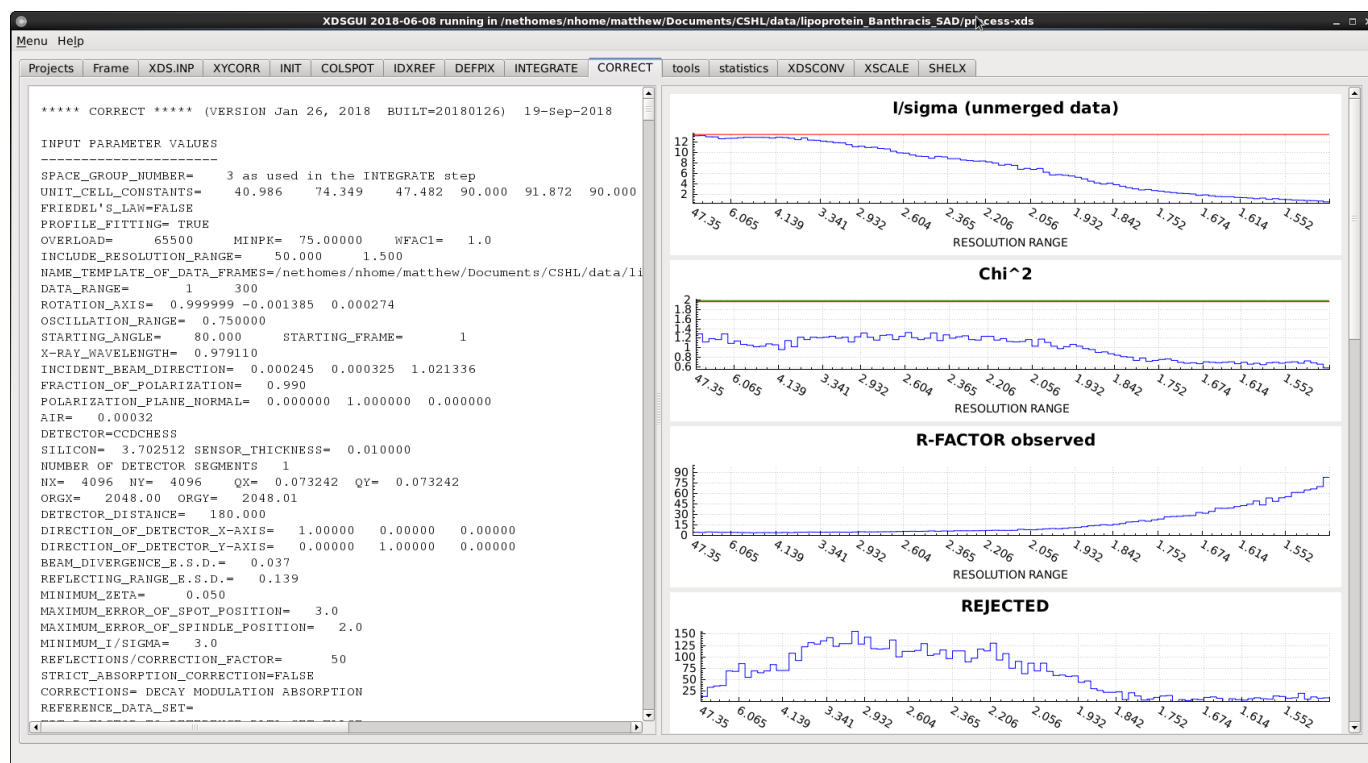 XDSGUI 2018-06-08 running in /nethomes/nhome/matthew/Documents/CSHL/data/lipoprotein_Banthracis_SAD/process-xds
Menu Help
Projects Frame XDS.INP XYCORR INIT COLSPOT IDXREF DEFPIX INTEGRATE CORRECT tools statistics XDSCONV XSCALE SHELX
***** CORRECT ***** (VERSION Jan 26, 2018 BUILT=20180126) 19-Sep-2018
INPUT PARAMETER VALUES
----------------------
SPACE_GROUP_NUMBER= 3 as used in the INTEGRATE step
UNIT_CELL_CONSTANTS= 40.986 74.349 47.482 90.000 91.872 90.000
FRIEDEL'S_LAW=FALSE
PROFILE_FITTING= TRUE
OVERLOAD= 65500 MINPK= 75.00000 WFAC1= 1.0
INCLUDE_RESOLUTION_RANGE= 50.000 1.500
NAME_TEMPLATE_OF_DATA_FRAMES=/nethomes/nhome/matthew/Documents/CSHL/data/li
DATA_RANGE= 1 300
ROTATION_AXIS= 0.999999 -0.001385 0.000274
OSCILLATION_RANGE= 0.750000
STARTING_ANGLE= 80.000 STARTING_FRAME= 1
X-RAY_WAVELENGTH= 0.979110
INCIDENT_BEAM_DIRECTION= 0.000245 0.000325 1.021336
FRACTION_OF_POLARIZATION= 0.990
POLARIZATION_PLANE_NORMAL= 0.000000 1.000000 0.000000
AIR= 0.00032
DETECTOR=CCDCHESS
SILICON= 3.702512 SENSOR_THICKNESS= 0.010000
NUMBER OF DETECTOR SEGMENTS 1
NX= 4096 NY= 4096 QX= 0.073242 QY= 0.073242
ORGX= 2048.00 ORGY= 2048.01
DETECTOR_DISTANCE= 180.000
DIRECTION_OF_DETECTOR_X-AXIS= 1.00000 0.00000 0.00000
DIRECTION_OF_DETECTOR_Y-AXIS= 0.00000 1.00000 0.00000
BEAM_DIVERGENCE_E.S.D.= 0.037
REFLECTING_RANGE_E.S.D.= 0.139
MINIMUM_ZETA= 0.050
MAXIMUM_ERROR_OF_SPOT_POSITION= 3.0
MAXIMUM_ERROR_OF_SPINDLE_POSITION= 2.0
MINIMUM_I/SIGMA= 3.0
REFLECTIONS/CORRECTION_FACTOR= 50
STRICT_ABSORPTION_CORRECTION=FALSE
CORRECTIONS= DECAY MODULATION ABSORPTION
REFERENCE_DATA_SET=
I/sigma (unmerged data)
12
10
8
6
4
2
47.35 6.065 4.139 3.341 2.932 2.604 2.365 2.206 2.056 1.932 1.842 1.752 1.674 1.614 1.552
RESOLUTION RANGE
Chi^2
2
1.8
1.6
1.4
1.2
1
0.8
0.6
47.35 6.065 4.139 3.341 2.932 2.604 2.365 2.206 2.056 1.932 1.842 1.752 1.674 1.614 1.552
RESOLUTION RANGE
R-FACTOR observed
90
75
60
45
30
15
0
47.35 6.065 4.139 3.341 2.932 2.604 2.365 2.206 2.056 1.932 1.842 1.752 1.674 1.614 1.552
RESOLUTION RANGE
REJECTED
150
125
100
75
50
25
47.35 6.065 4.139 3.341 2.932 2.604 2.365 2.206 2.056 1.932 1.842 1.752 1.674 1.614 1.552